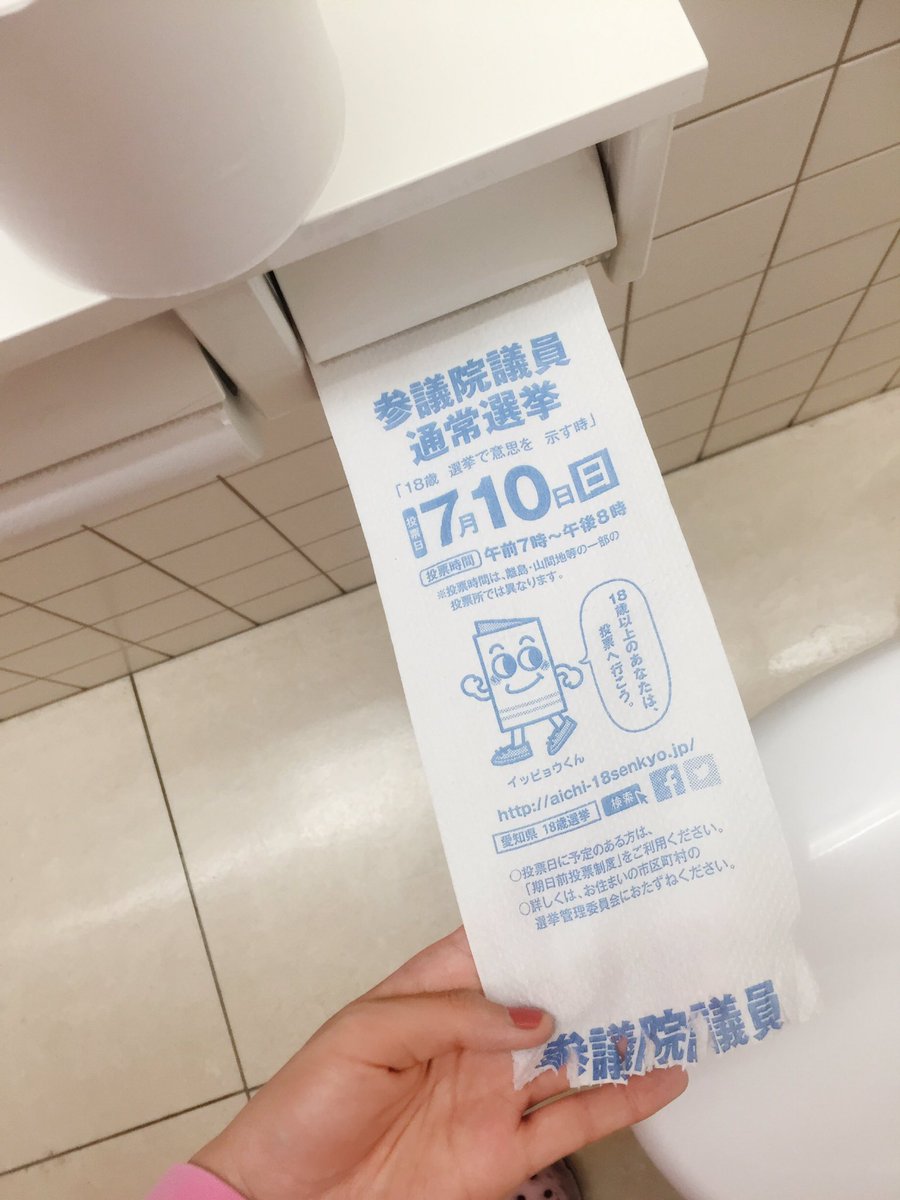 参議院議員
通常選挙
「18歳 選挙で意思を 示す時」
投票日 7月10日日
投票時間 午前7時～午後8時
※投票時間は、離島・山間地等の一部の
投票所では異なります。
18歳以上のあなたは、
投票へ行こう。
イッピョウくん
http://aichi-18senkyo.jp/
愛知県 18歳選挙 検索
○投票日に予定のある方は、
「期日前投票制度」をご利用ください。
○詳しくは、お住まいの市区町村の
選挙管理委員会におたずねください。
参議院議員